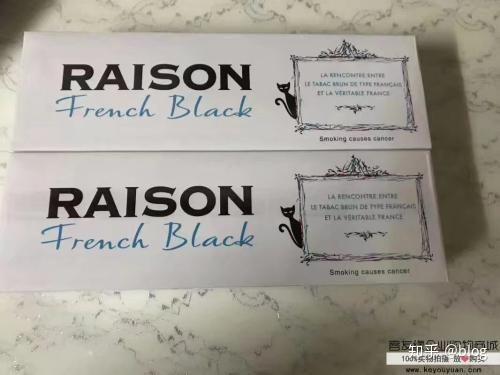 RAISON
French Black
LA RENCONTRE ENTRE
LE TABAC BRUN DE TYPE FRANÇAIS
ET LA VÉRITABLE FRANCE
Smoking causes cancer
RAISON
French Black
LA RENCONTRE ENTRE
LE TABAC BRUN DE TYPE FRANÇAIS
ET LA VÉRITABLE FRANCE
Smoking causes cancer
知乎 @blog
www.keyouyuan.com